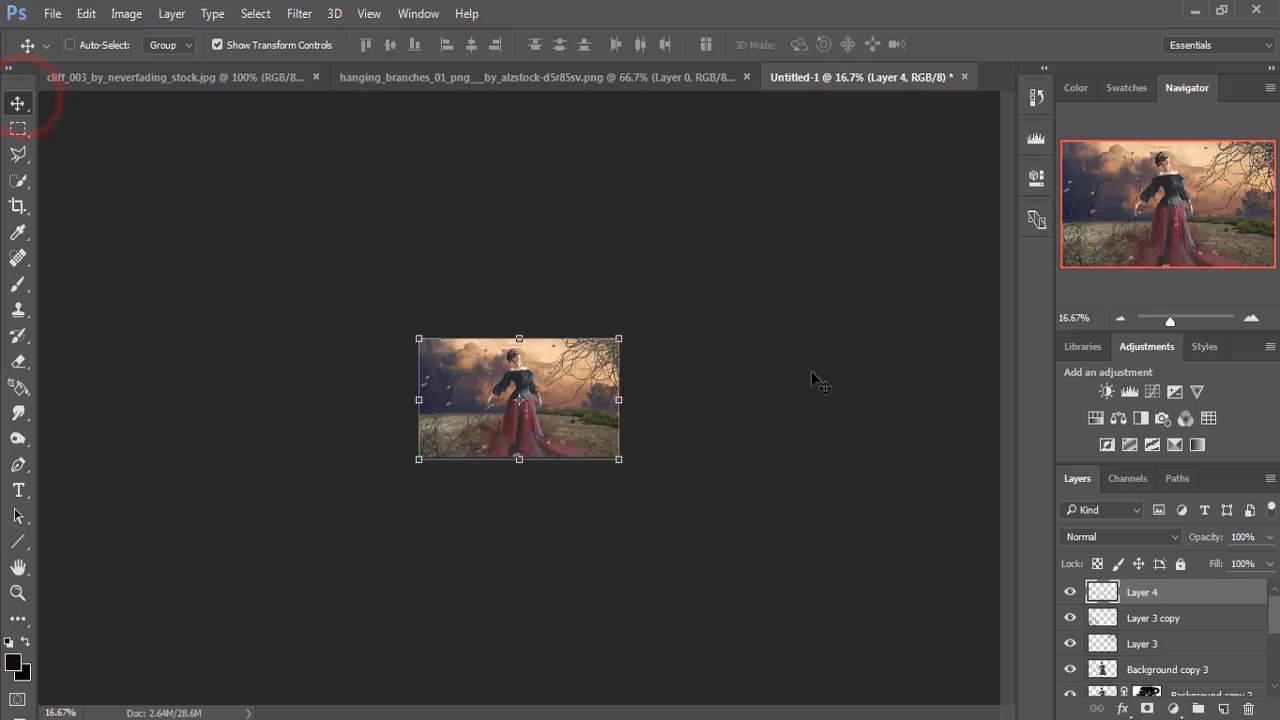 Ps File Edit Image Layer Type Select Filter 3D View Window Help
Auto-Select: Group Show Transform Controls 3D Mode: Essentials
cliff_003_by_neverfading_stock.jpg @ 100% (RGB/8... × hanging_branches_01_png__by_alzstock-d5r85sv.png @ 66.7% (Layer 0, RGB/8... × Untitled-1 @ 16.7% (Layer 4, RGB/8) * ×
Color Swatches Navigator
16.67%
Libraries Adjustments Styles
Add an adjustment
Layers Channels Paths
Kind
Normal Opacity: 100%
Lock: Fill: 100%
Layer 4
Layer 3 copy
Layer 3
Background copy 3
Background copy 2
16.67% Doc: 2.64M/28.6M